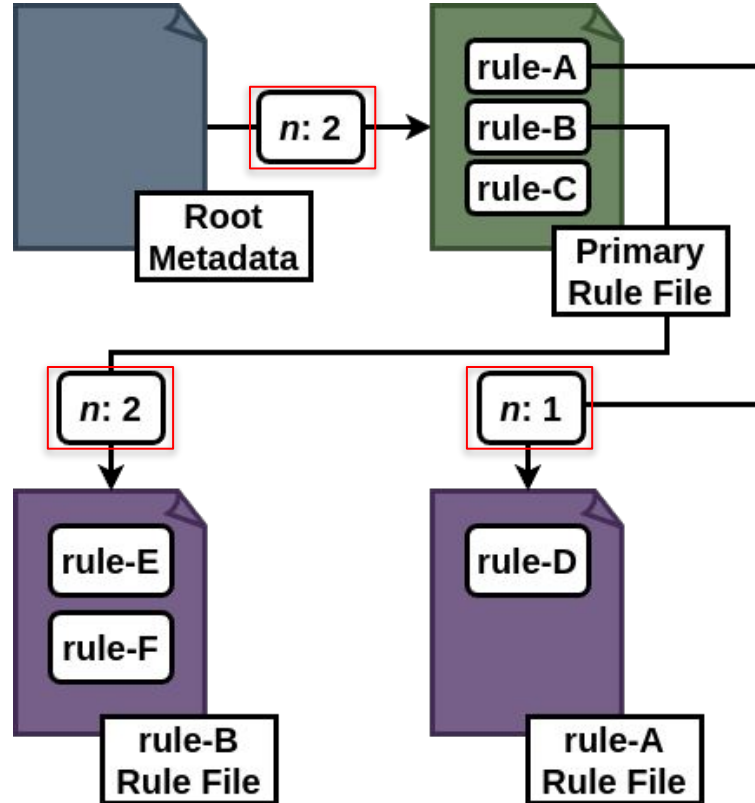 n: 2
rule-A
rule-B
rule-C
Root
Metadata
Primary
Rule File
n: 2
n: 1
rule-E
rule-F
rule-D
rule-B
Rule File
rule-A
Rule File